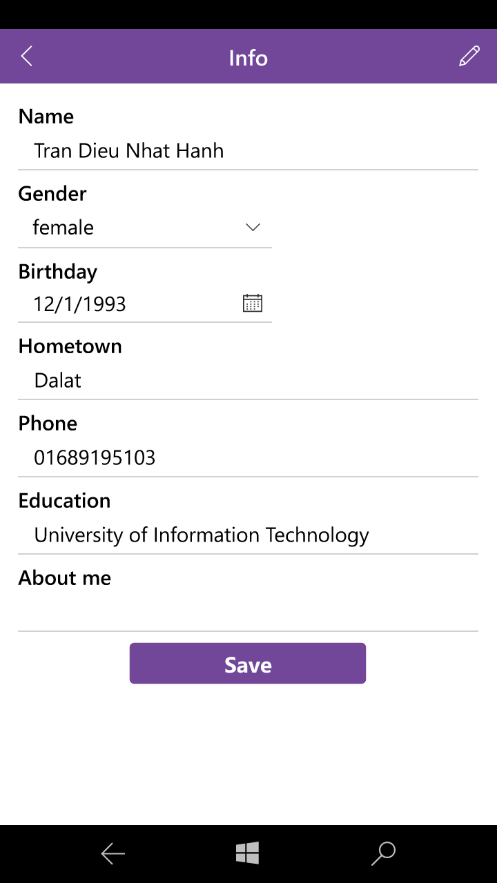 Info
Name
Tran Dieu Nhat Hanh
Gender
female
Birthday
12/1/1993
Hometown
Dalat
Phone
01689195103
Education
University of Information Technology
About me
Save